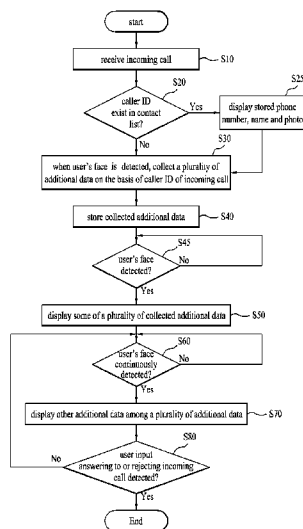 start
receive incoming call
S10
S20
caller ID
exist in contact
list?
Yes
No
S25
display stored phone
number, name and photo
S30
when user's face is detected, collect a plurality of
additional data on the basis of caller ID of incoming call
store collected additional data
S40
S45
user's face
detected?
No
Yes
display some of a plurality of collected additional data
S50
S60
user's face
continuously
detected?
No
Yes
display other additional data among a plurality of additional data
S70
S80
user input
answering to or rejecting incoming
call detected?
No
Yes
End